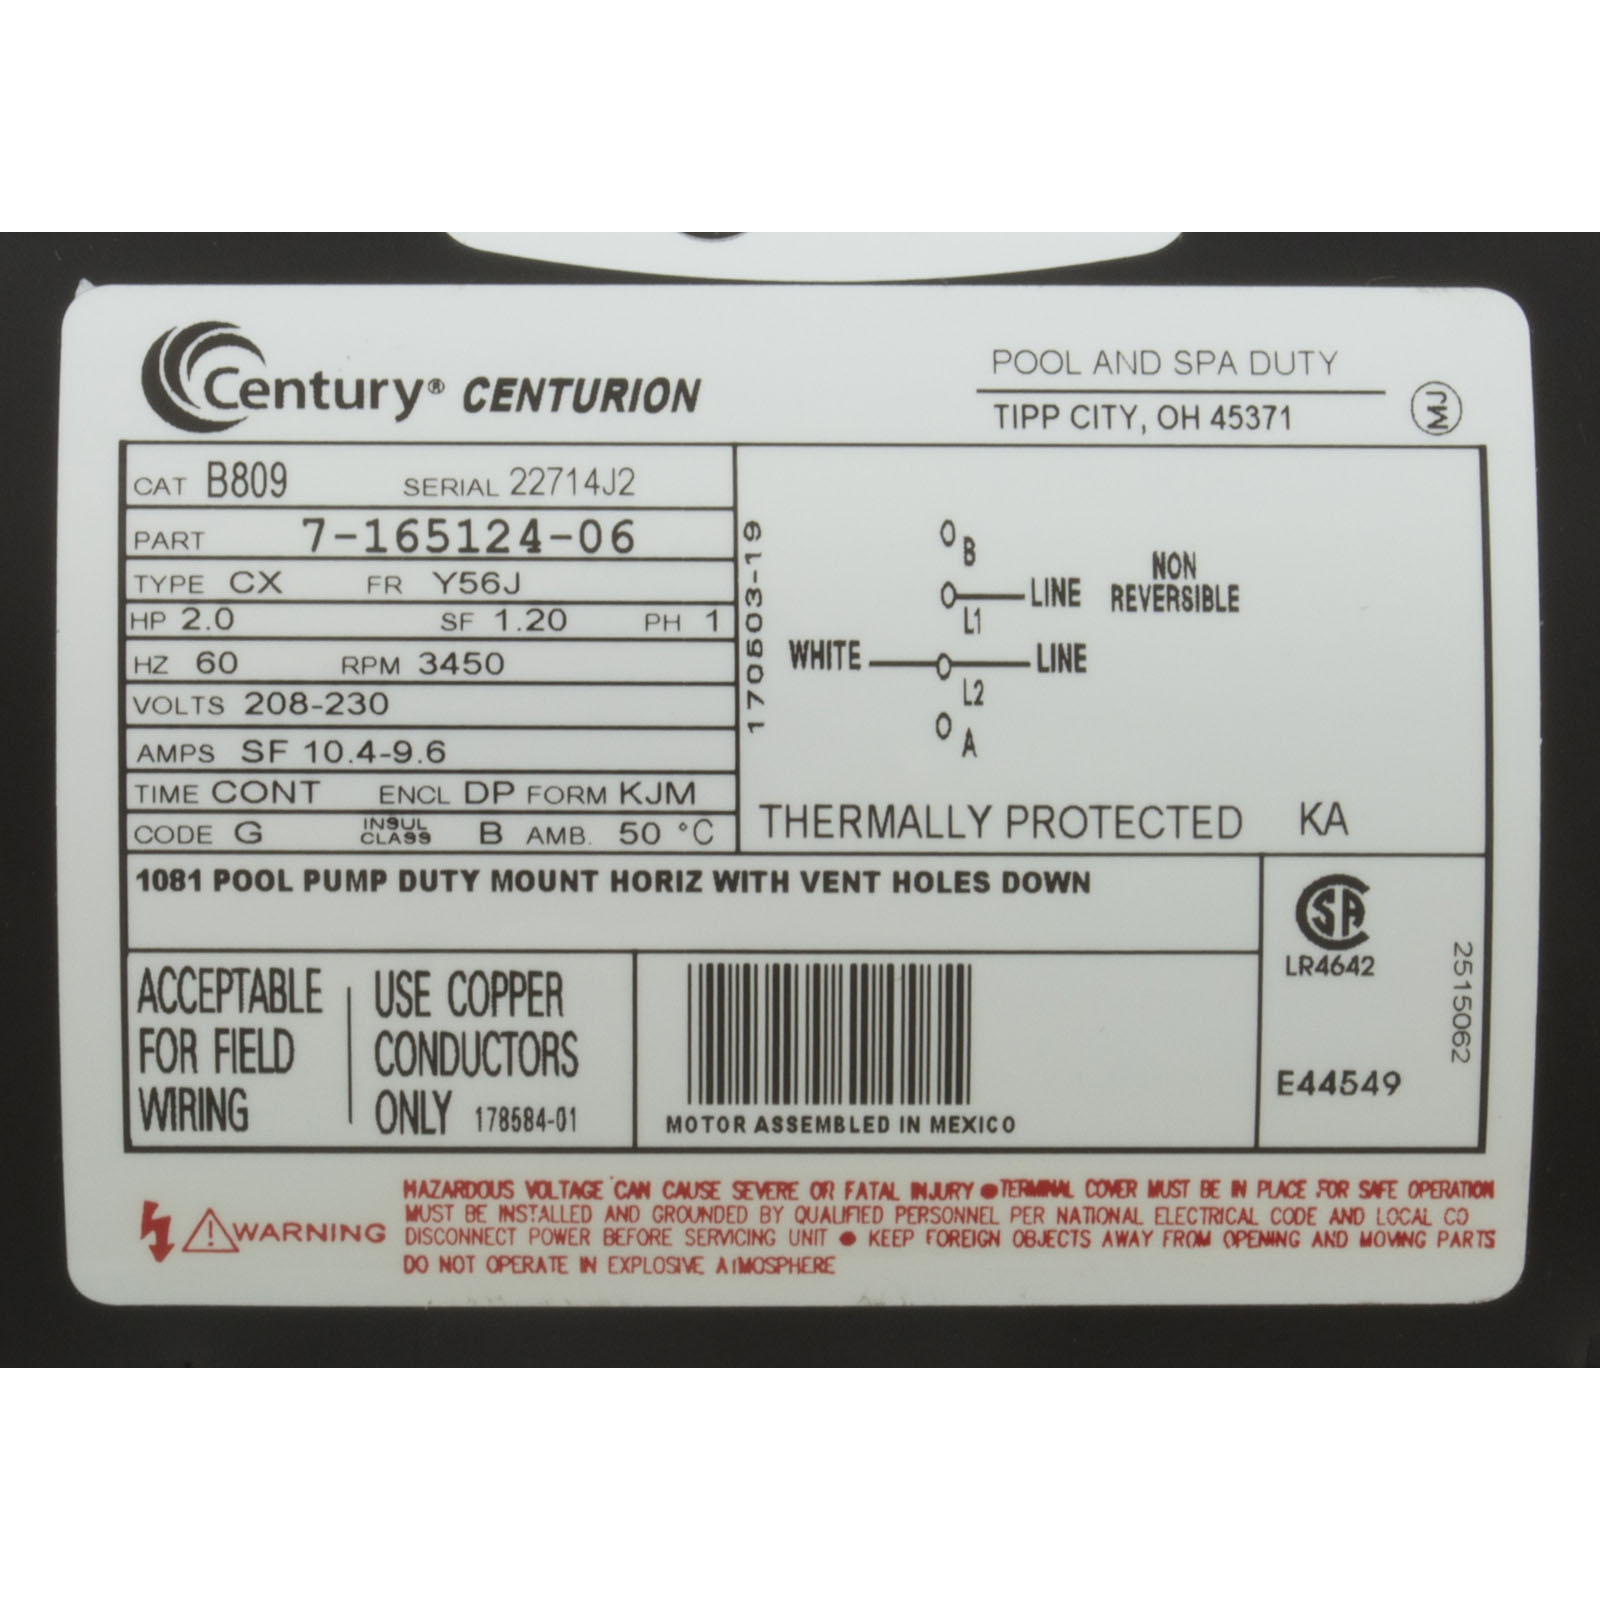 Century® CENTURION
POOL AND SPA DUTY
TIPP CITY, OH 45371
CAT B809 SERIAL 22714J2
PART 7-165124-06
TYPE CX FR Y56J
HP 2.0 SF 1.20 PH 1
HZ 60 RPM 3450
VOLTS 208-230
AMPS SF 10.4-9.6
TIME CONT ENCL DP FORM KJM
CODE G INSUL CLASS B AMB. 50 °C
170603-19
B
LINE
L1
NON
REVERSIBLE
WHITE LINE
L2
A
THERMALLY PROTECTED KA
1081 POOL PUMP DUTY MOUNT HORIZ WITH VENT HOLES DOWN
SA
LR4642
E44549
2515062
ACCEPTABLE
FOR FIELD
WIRING
USE COPPER
CONDUCTORS
ONLY 178584-01
MOTOR ASSEMBLED IN MEXICO
WARNING
HAZARDOUS VOLTAGE CAN CAUSE SEVERE OR FATAL INJURY ● TERMINAL COVER MUST BE IN PLACE FOR SAFE OPERATION
MUST BE INSTALLED AND GROUNDED BY QUALIFIED PERSONNEL PER NATIONAL ELECTRICAL CODE AND LOCAL CO
DISCONNECT POWER BEFORE SERVICING UNIT ● KEEP FOREIGN OBJECTS AWAY FROM OPENING AND MOVING PARTS
DO NOT OPERATE IN EXPLOSIVE ATMOSPHERE